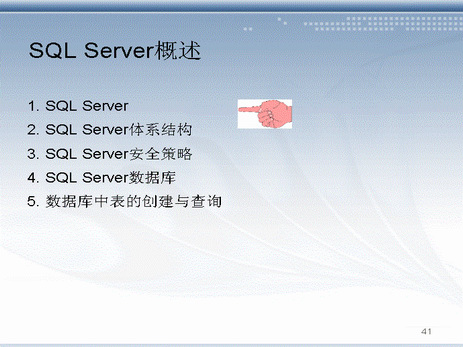 SQL Server概述
1. SQL Server
2. SQL Server体系结构
3. SQL Server安全策略
4. SQL Server数据库
5. 数据库中表的创建与查询
41